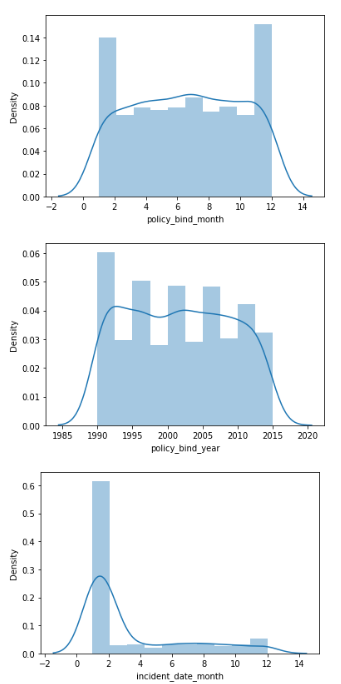 0.14
0.12
0.10
0.08
0.06
0.04
0.02
0.00
Density
−2 0 2 4 6 8 10 12 14
policy_bind_month
0.06
0.05
0.04
0.03
0.02
0.01
0.00
Density
1985 1990 1995 2000 2005 2010 2015 2020
policy_bind_year
0.6
0.5
0.4
0.3
0.2
0.1
0.0
Density
−2 0 2 4 6 8 10 12 14
incident_date_month